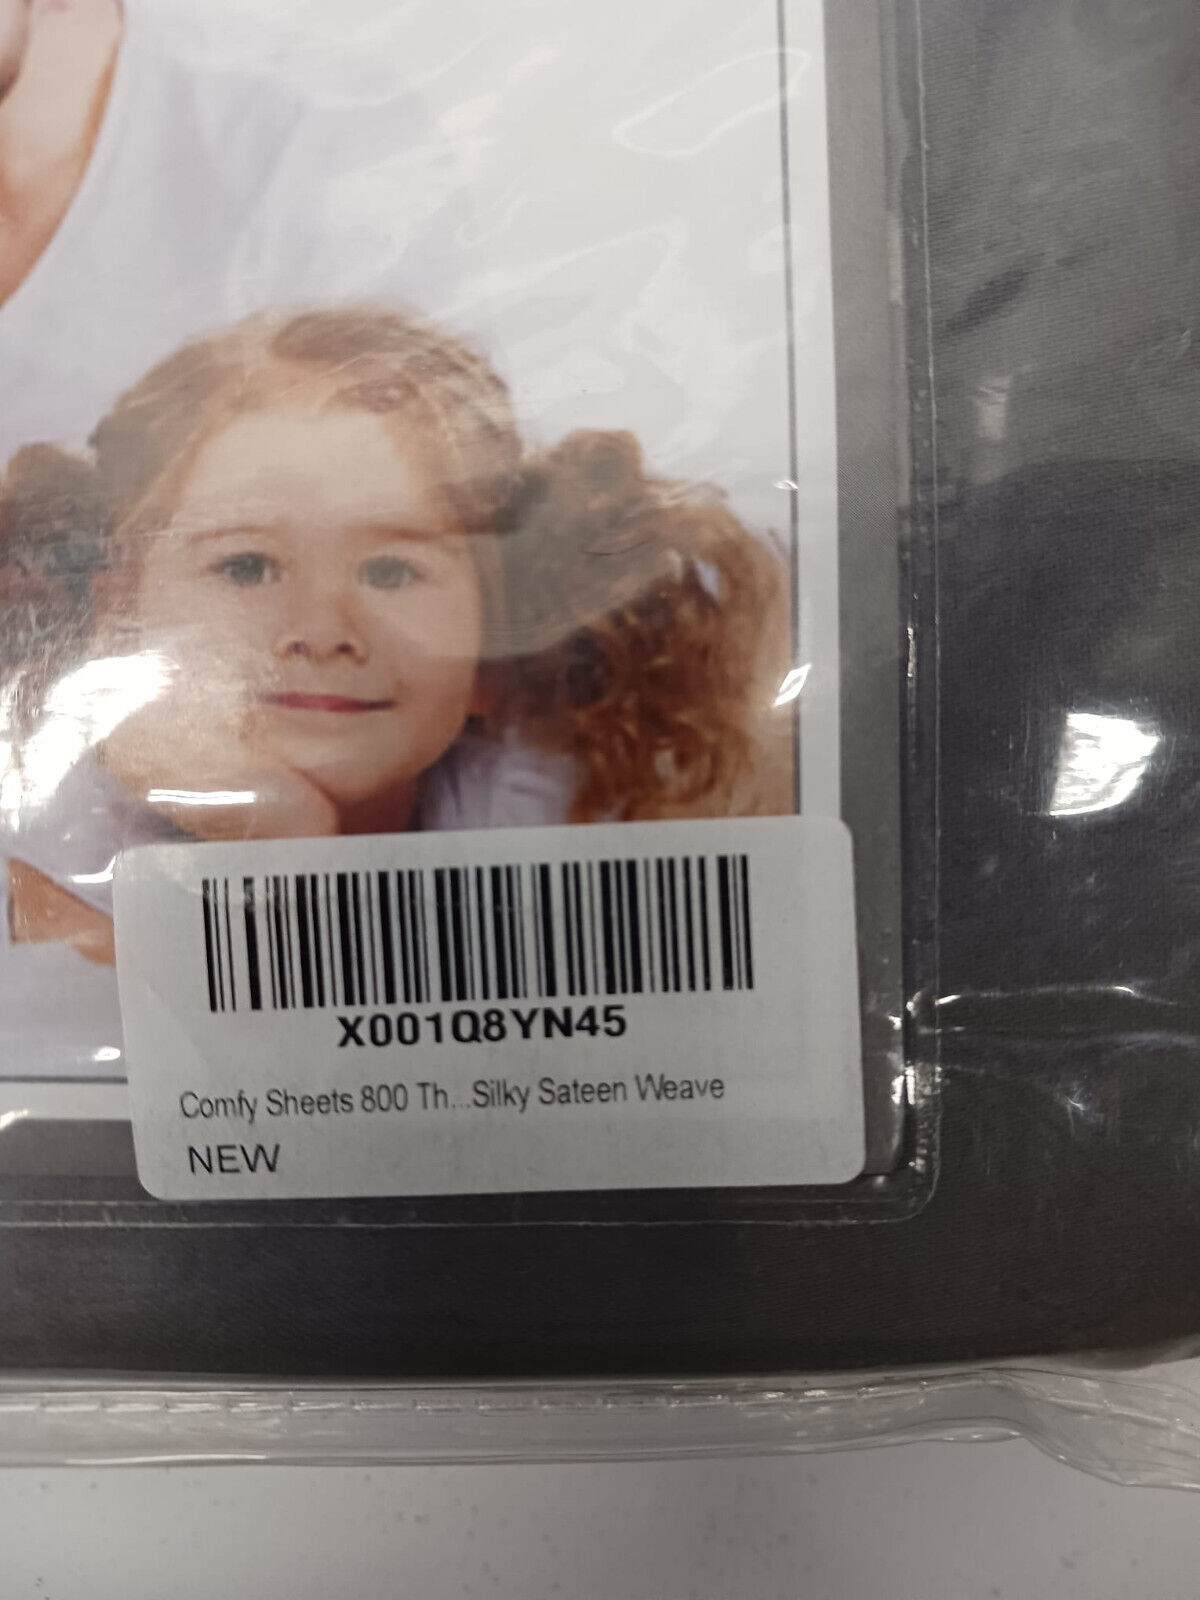 X001Q8YN45
Comfy Sheets 800 Th...Silky Sateen Weave
NEW